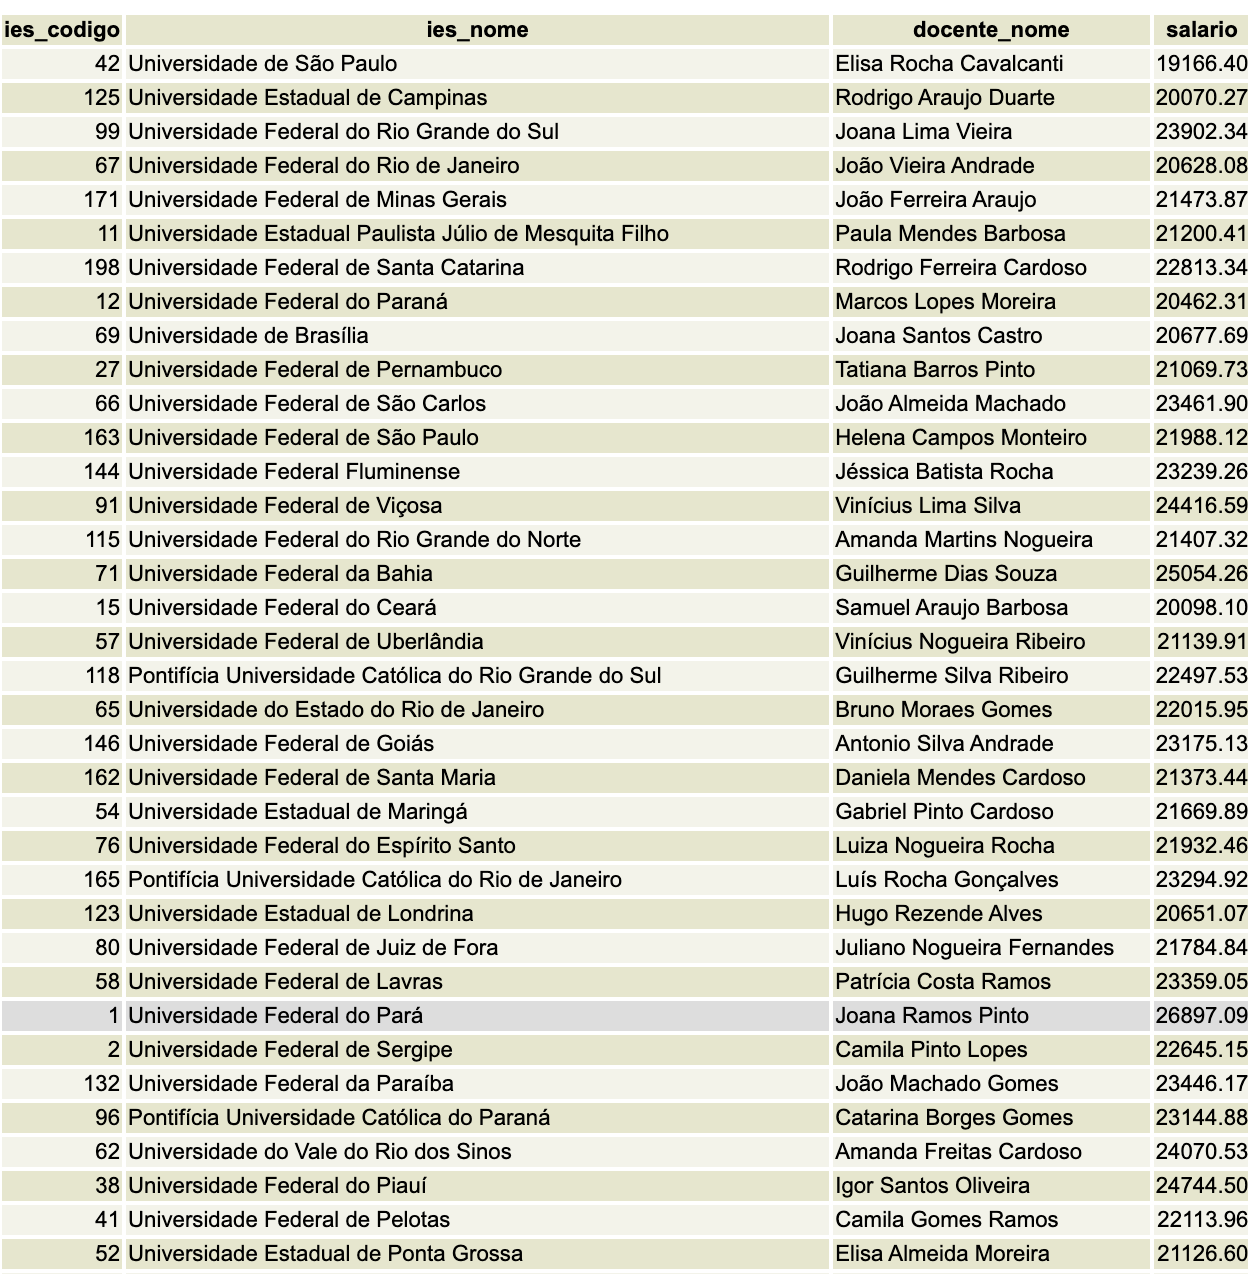 ies_codigo ies_nome docente_nome salario
42 Universidade de São Paulo Elisa Rocha Cavalcanti 19166.40
125 Universidade Estadual de Campinas Rodrigo Araujo Duarte 20070.27
99 Universidade Federal do Rio Grande do Sul Joana Lima Vieira 23902.34
67 Universidade Federal do Rio de Janeiro João Vieira Andrade 20628.08
171 Universidade Federal de Minas Gerais João Ferreira Araujo 21473.87
11 Universidade Estadual Paulista Júlio de Mesquita Filho Paula Mendes Barbosa 21200.41
198 Universidade Federal de Santa Catarina Rodrigo Ferreira Cardoso 22813.34
12 Universidade Federal do Paraná Marcos Lopes Moreira 20462.31
69 Universidade de Brasília Joana Santos Castro 20677.69
27 Universidade Federal de Pernambuco Tatiana Barros Pinto 21069.73
66 Universidade Federal de São Carlos João Almeida Machado 23461.90
163 Universidade Federal de São Paulo Helena Campos Monteiro 21988.12
144 Universidade Federal Fluminense Jéssica Batista Rocha 23239.26
91 Universidade Federal de Viçosa Vinícius Lima Silva 24416.59
115 Universidade Federal do Rio Grande do Norte Amanda Martins Nogueira 21407.32
71 Universidade Federal da Bahia Guilherme Dias Souza 25054.26
15 Universidade Federal do Ceará Samuel Araujo Barbosa 20098.10
57 Universidade Federal de Uberlândia Vinícius Nogueira Ribeiro 21139.91
118 Pontifícia Universidade Católica do Rio Grande do Sul Guilherme Silva Ribeiro 22497.53
65 Universidade do Estado do Rio de Janeiro Bruno Moraes Gomes 22015.95
146 Universidade Federal de Goiás Antonio Silva Andrade 23175.13
162 Universidade Federal de Santa Maria Daniela Mendes Cardoso 21373.44
54 Universidade Estadual de Maringá Gabriel Pinto Cardoso 21669.89
76 Universidade Federal do Espírito Santo Luiza Nogueira Rocha 21932.46
165 Pontifícia Universidade Católica do Rio de Janeiro Luís Rocha Gonçalves 23294.92
123 Universidade Estadual de Londrina Hugo Rezende Alves 20651.07
80 Universidade Federal de Juiz de Fora Juliano Nogueira Fernandes 21784.84
58 Universidade Federal de Lavras Patrícia Costa Ramos 23359.05
1 Universidade Federal do Pará Joana Ramos Pinto 26897.09
2 Universidade Federal de Sergipe Camila Pinto Lopes 22645.15
132 Universidade Federal da Paraíba João Machado Gomes 23446.17
96 Pontifícia Universidade Católica do Paraná Catarina Borges Gomes 23144.88
62 Universidade do Vale do Rio dos Sinos Amanda Freitas Cardoso 24070.53
38 Universidade Federal do Piauí Igor Santos Oliveira 24744.50
41 Universidade Federal de Pelotas Camila Gomes Ramos 22113.96
52 Universidade Estadual de Ponta Grossa Elisa Almeida Moreira 21126.60